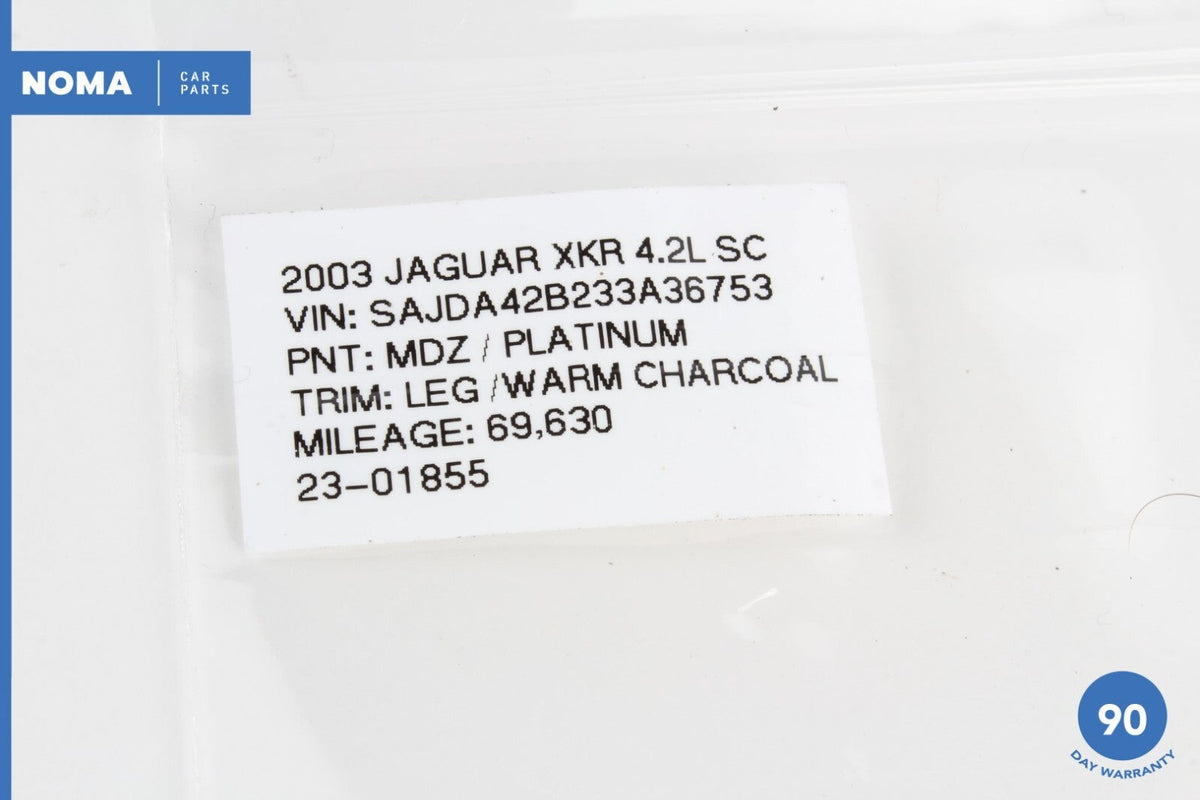 NOMA
CAR
PARTS
2003 JAGUAR XKR 4.2L SC
VIN: SAJDA42B233A36753
PNT: MDZ / PLATINUM
TRIM: LEG /WARM CHARCOAL
MILEAGE: 69,630
23-01855
90
DAY WARRANTY